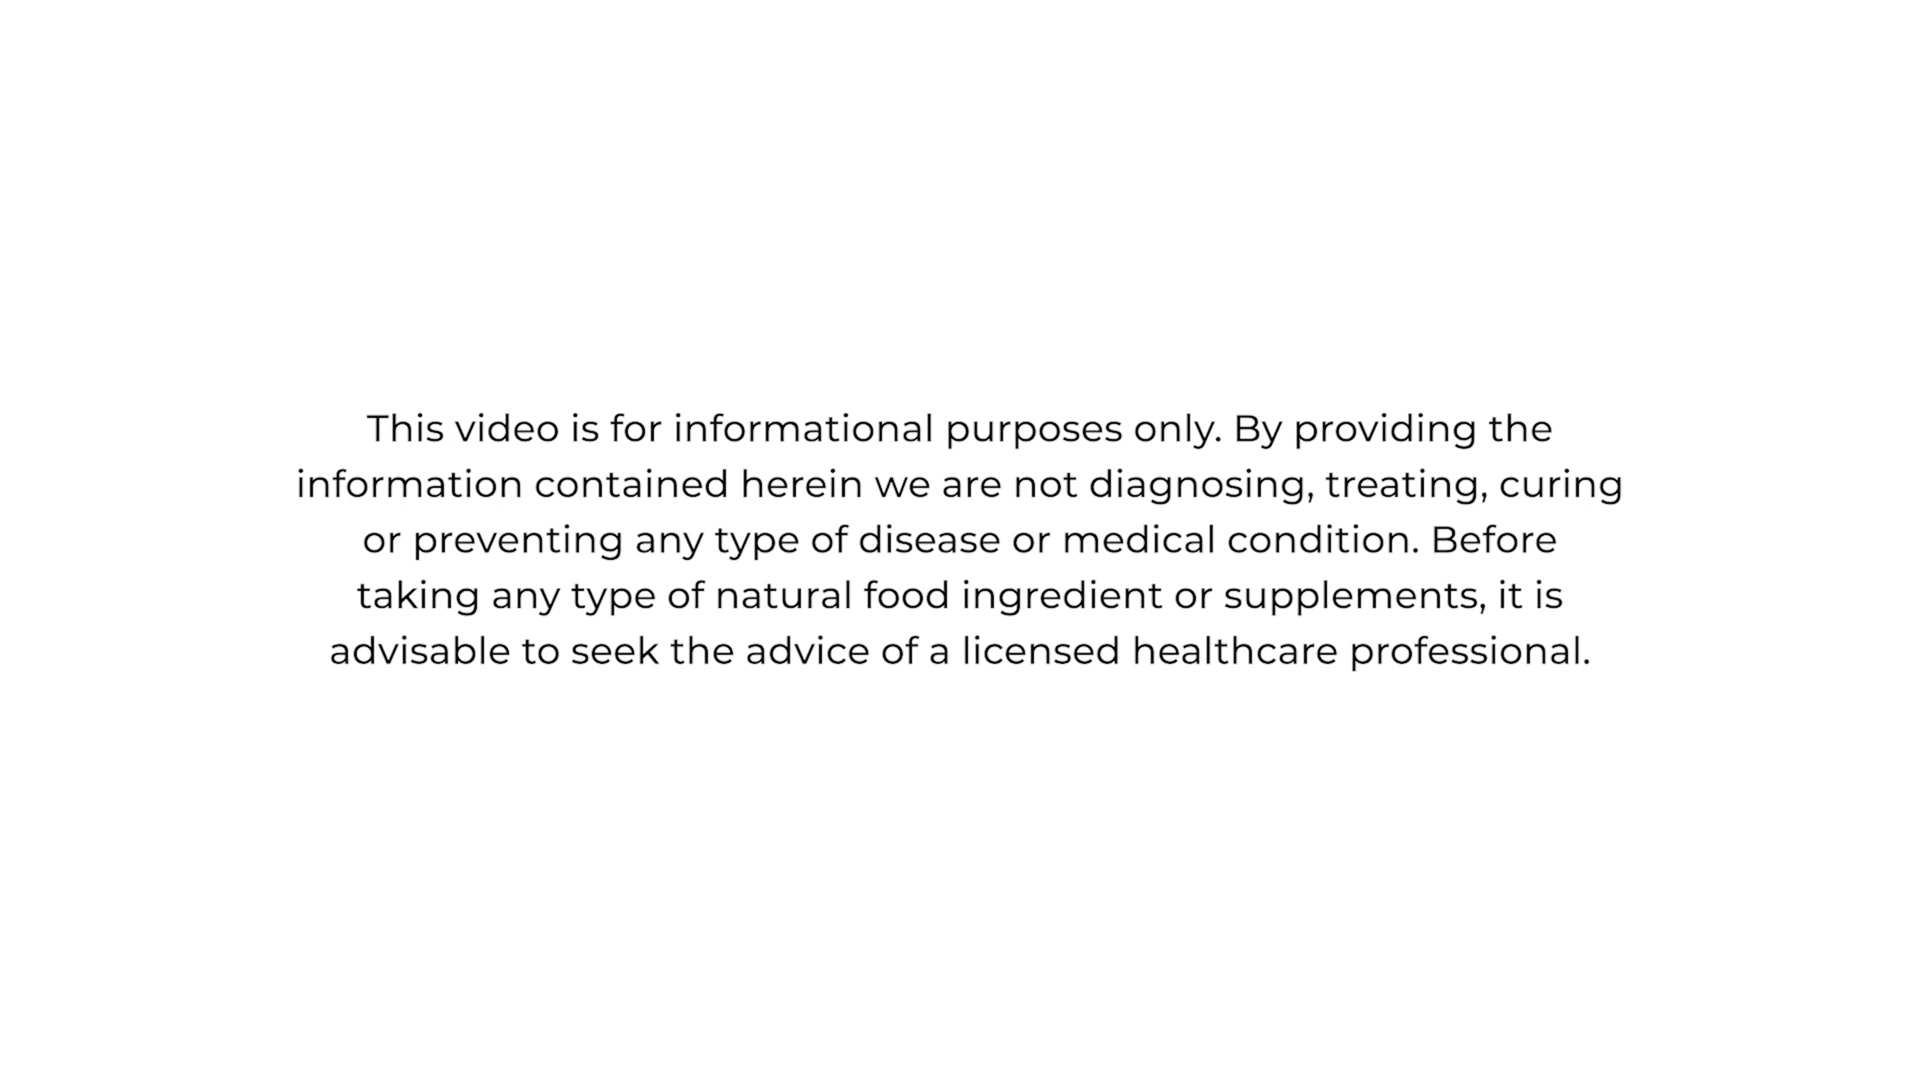 This video is for informational purposes only. By providing the
information contained herein we are not diagnosing, treating, curing
or preventing any type of disease or medical condition. Before
taking any type of natural food ingredient or supplements, it is
advisable to seek the advice of a licensed healthcare professional.